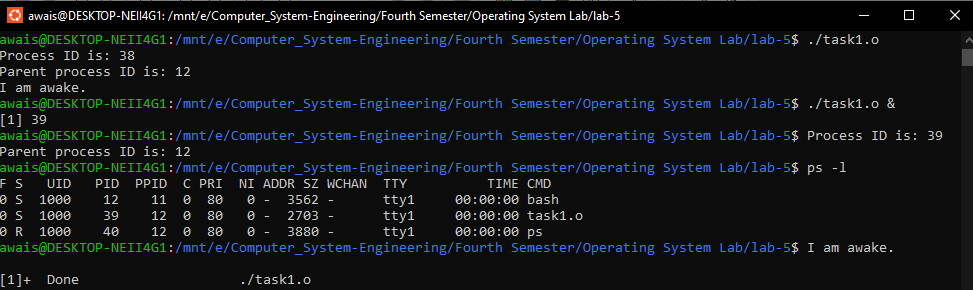 awais@DESKTOP-NEII4G1: /mnt/e/Computer_System-Engineering/Fourth Semester/Operating System Lab/lab-5
awais@DESKTOP-NEII4G1:/mnt/e/Computer_System-Engineering/Fourth Semester/Operating System Lab/lab-5$ ./task1.o
Process ID is: 38
Parent process ID is: 12
I am awake.
awais@DESKTOP-NEII4G1:/mnt/e/Computer_System-Engineering/Fourth Semester/Operating System Lab/lab-5$ ./task1.o &
[1] 39
awais@DESKTOP-NEII4G1:/mnt/e/Computer_System-Engineering/Fourth Semester/Operating System Lab/lab-5$ Process ID is: 39
Parent process ID is: 12
awais@DESKTOP-NEII4G1:/mnt/e/Computer_System-Engineering/Fourth Semester/Operating System Lab/lab-5$ ps -l
F S   UID   PID  PPID  C PRI  NI ADDR SZ WCHAN  TTY          TIME CMD
0 S  1000    12    11  0  80   0 -  3562 -      tty1     00:00:00 bash
0 S  1000    39    12  0  80   0 -  2703 -      tty1     00:00:00 task1.o
0 R  1000    40    12  0  80   0 -  3880 -      tty1     00:00:00 ps
awais@DESKTOP-NEII4G1:/mnt/e/Computer_System-Engineering/Fourth Semester/Operating System Lab/lab-5$ I am awake.
[1]+  Done                    ./task1.o